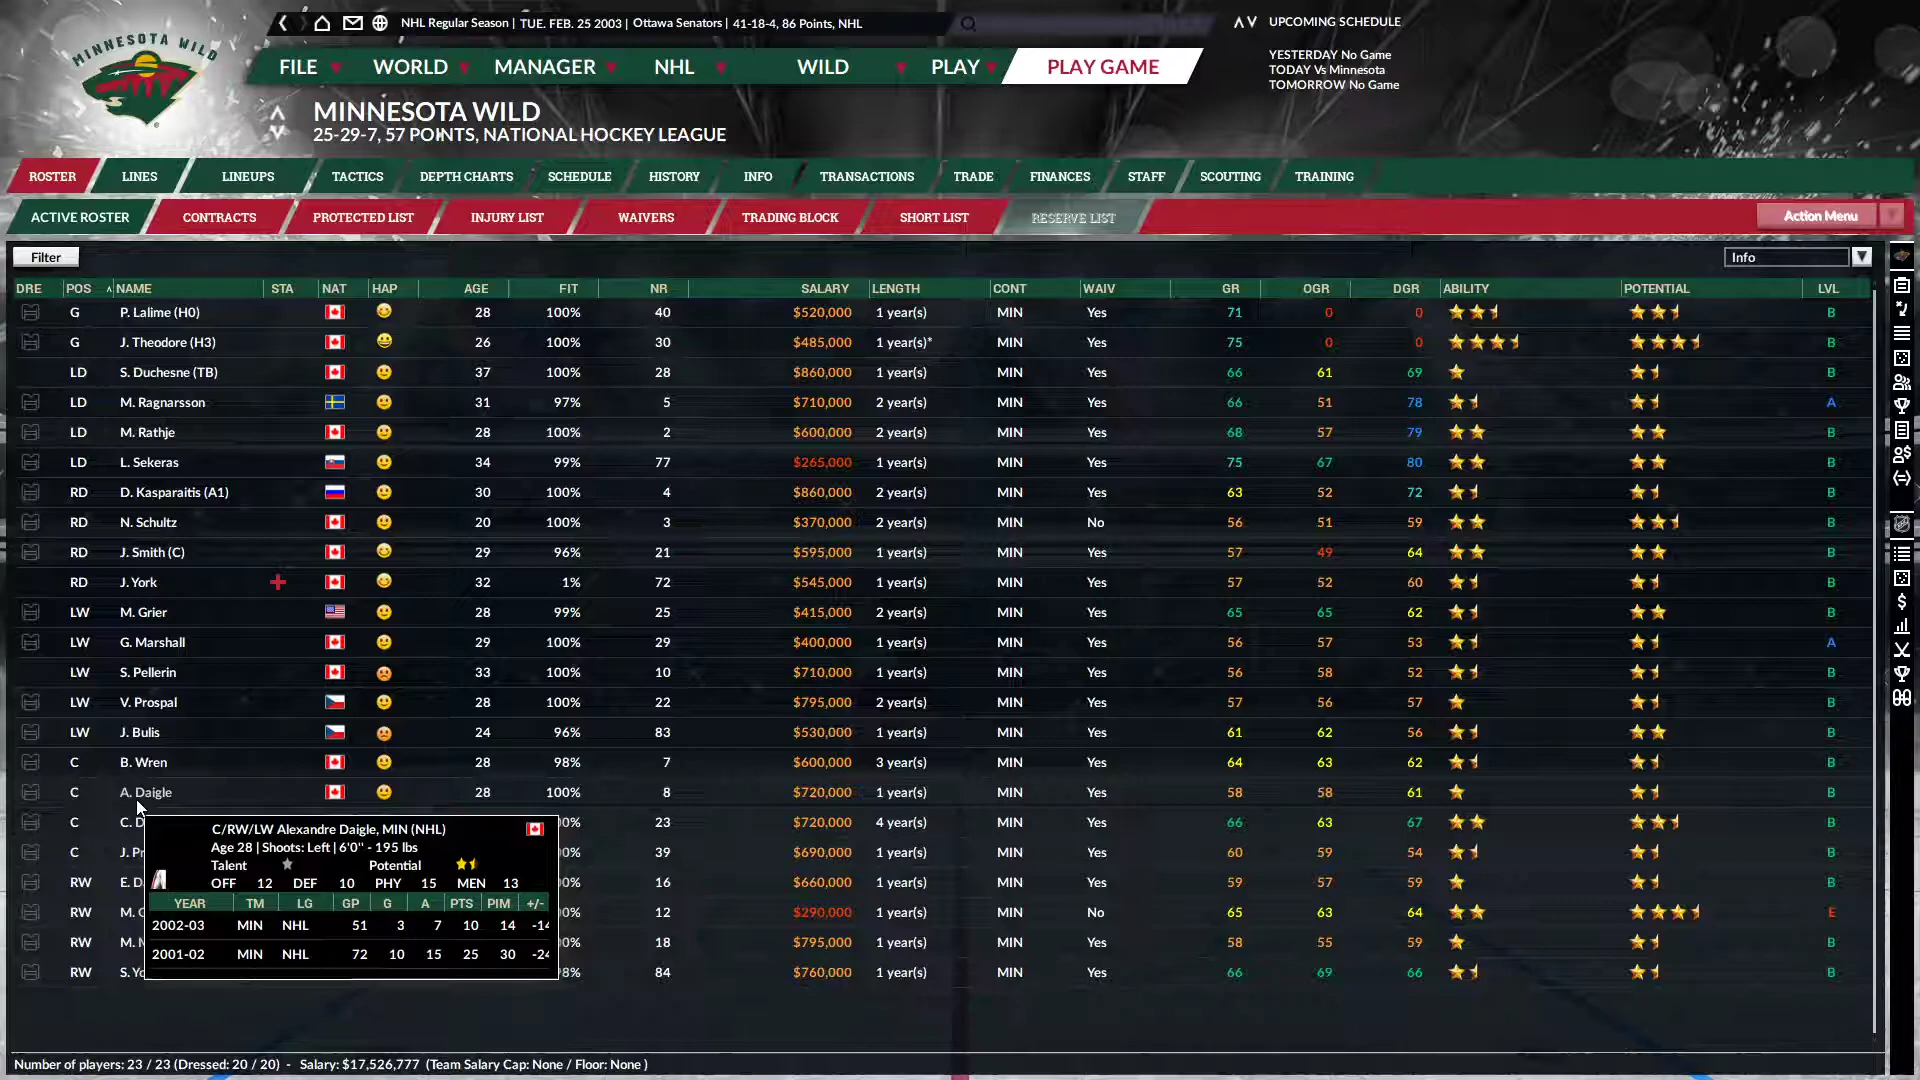 MINNESOTA WILD
NHL Regular Season | TUE. FEB. 25 2003 | Ottawa Senators | 41-18-4, 86 Points, NHL
UPCOMING SCHEDULE
YESTERDAY No Game
TODAY Vs Minnesota
TOMORROW No Game
FILE WORLD MANAGER NHL WILD PLAY PLAY GAME
MINNESOTA WILD
25-29-7, 57 POINTS, NATIONAL HOCKEY LEAGUE
ROSTER LINES LINEUPS TACTICS DEPTH CHARTS SCHEDULE HISTORY INFO TRANSACTIONS TRADE FINANCES STAFF SCOUTING TRAINING
ACTIVE ROSTER CONTRACTS PROTECTED LIST INJURY LIST WAIVERS TRADING BLOCK SHORT LIST RESERVE LIST Action Menu
Filter Info
DRE POS NAME STA NAT HAP AGE FIT NR SALARY LENGTH CONT WAIV GR OGR DGR ABILITY POTENTIAL LVL
G P. Lalime (H0) 28 100% 40 $520,000 1 year(s) MIN Yes 71 0 0 B
G J. Theodore (H3) 26 100% 30 $485,000 1 year(s)* MIN Yes 75 0 0 B
LD S. Duchesne (TB) 37 100% 28 $860,000 1 year(s) MIN Yes 66 61 69 B
LD M. Ragnarsson 31 97% 5 $710,000 2 year(s) MIN Yes 66 51 78 A
LD M. Rathje 28 100% 2 $600,000 2 year(s) MIN Yes 68 57 79 B
LD L. Sekeras 34 99% 77 $265,000 1 year(s) MIN Yes 75 67 80 B
RD D. Kasparaitis (A1) 30 100% 4 $860,000 2 year(s) MIN Yes 63 52 72 B
RD N. Schultz 20 100% 3 $370,000 2 year(s) MIN No 56 51 59 B
RD J. Smith (C) 29 96% 21 $595,000 1 year(s) MIN Yes 57 49 64 B
RD J. York 32 1% 72 $545,000 1 year(s) MIN Yes 57 52 60 B
LW M. Grier 28 99% 25 $415,000 2 year(s) MIN Yes 65 65 62 B
LW G. Marshall 29 100% 29 $400,000 1 year(s) MIN Yes 56 57 53 A
LW S. Pellerin 33 100% 10 $710,000 1 year(s) MIN Yes 56 58 52 B
LW V. Prospal 28 100% 22 $795,000 2 year(s) MIN Yes 57 56 57 B
LW J. Bulis 24 96% 83 $530,000 1 year(s) MIN Yes 61 62 56 B
C B. Wren 28 98% 7 $600,000 3 year(s) MIN Yes 64 63 62 B
C A. Daigle 28 100% 8 $720,000 1 year(s) MIN Yes 58 58 61 B
C C. D 0% 23 $720,000 4 year(s) MIN Yes 66 63 67 B
C J. Pr 0% 39 $690,000 1 year(s) MIN Yes 60 59 54 B
RW E. D 0% 16 $660,000 1 year(s) MIN Yes 59 57 59 B
RW M. 0% 12 $290,000 1 year(s) MIN No 65 63 64 E
RW M. 0% 18 $795,000 1 year(s) MIN Yes 58 55 59 B
RW S. Yo 8% 84 $760,000 1 year(s) MIN Yes 66 69 66 B
C/RW/LW Alexandre Daigle, MIN (NHL)
Age 28 | Shoots: Left | 6'0" - 195 lbs
Talent Potential
OFF 12 DEF 10 PHY 15 MEN 13
YEAR TM LG GP G A PTS PIM +/-
2002-03 MIN NHL 51 3 7 10 14 -14
2001-02 MIN NHL 72 10 15 25 30 -24
Number of players: 23 / 23 (Dressed: 20 / 20) - Salary: $17,526,777 (Team Salary Cap: None / Floor: None )